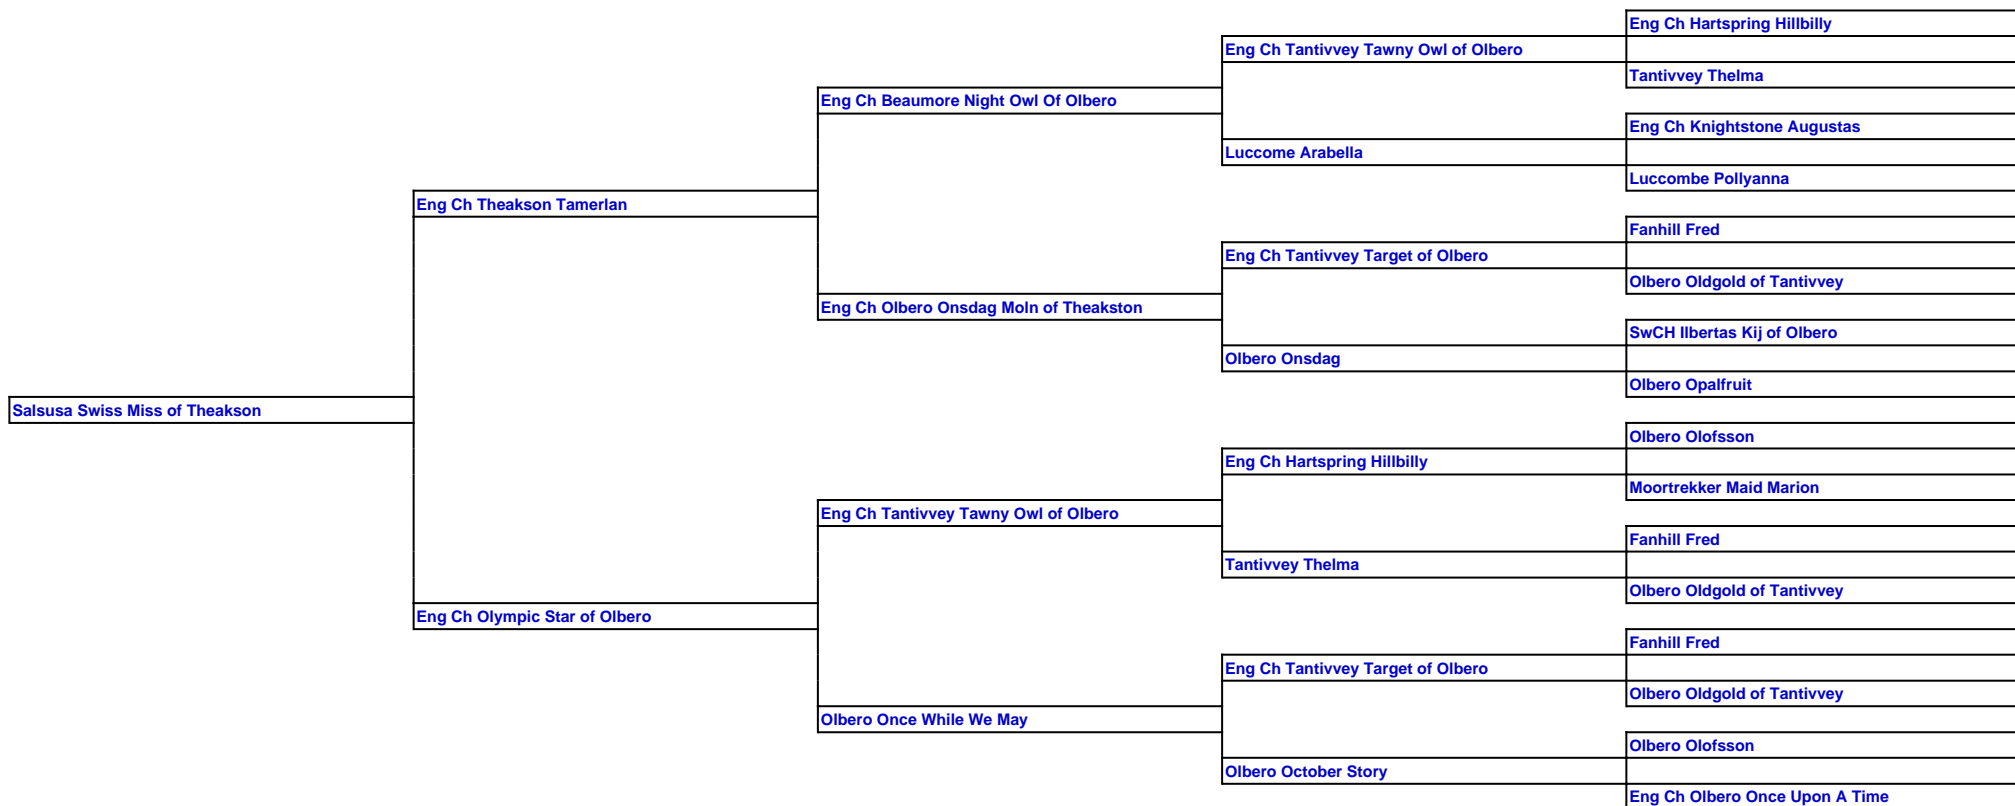 Eng Ch Hartspring Hillbilly
Eng Ch Tantivvey Tawny Owl of Olbero
Tantivvey Thelma
Eng Ch Beaumore Night Owl Of Olbero
Eng Ch Knightstone Augustas
Luccome Arabella
Luccombe Pollyanna
Eng Ch Theakson Tamerlan
Fanhill Fred
Eng Ch Tantivvey Target of Olbero
Olbero Oldgold of Tantivvey
Eng Ch Olbero Onsdag Moln of Theakston
SwCH Ilbertas Kij of Olbero
Olbero Onsdag
Olbero Opalfruit
Salsusa Swiss Miss of Theakson
Olbero Olofsson
Eng Ch Hartspring Hillbilly
Moortrekker Maid Marion
Eng Ch Tantivvey Tawny Owl of Olbero
Fanhill Fred
Tantivvey Thelma
Olbero Oldgold of Tantivvey
Eng Ch Olympic Star of Olbero
Fanhill Fred
Eng Ch Tantivvey Target of Olbero
Olbero Oldgold of Tantivvey
Olbero Once While We May
Olbero Olofsson
Olbero October Story
Eng Ch Olbero Once Upon A Time